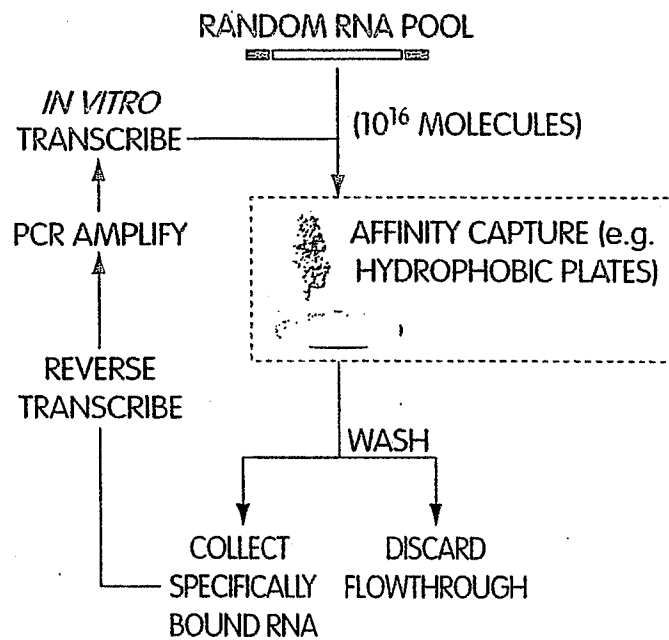 RANDOM RNA POOL
IN VITRO
TRANSCRIBE
(10¹⁶ MOLECULES)
PCR AMPLIFY
AFFINITY CAPTURE (e.g.
HYDROPHOBIC PLATES)
REVERSE
TRANSCRIBE
WASH
COLLECT
SPECIFICALLY
BOUND RNA
DISCARD
FLOWTHROUGH